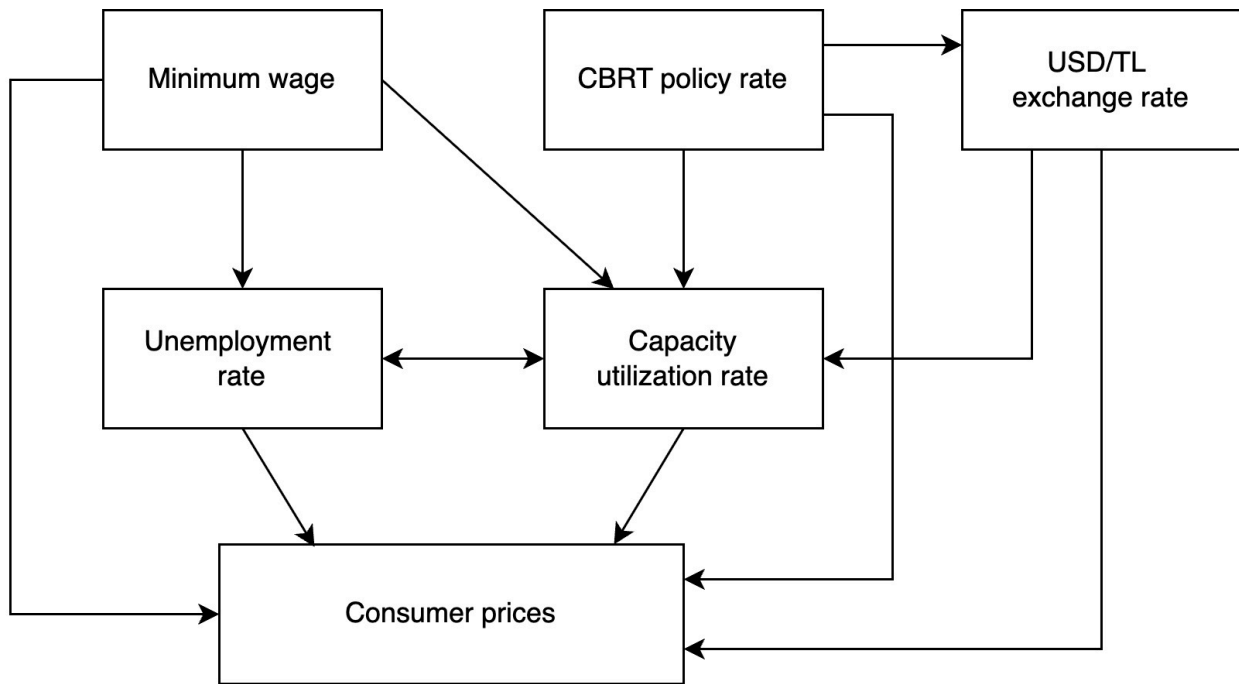 Minimum wage
CBRT policy rate
USD/TL
exchange rate
Unemployment
rate
Capacity
utilization rate
Consumer prices